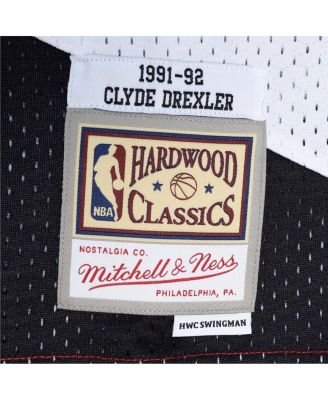 1991-92
CLYDE DREXLER
HARDWOOD
CLASSICS
NBA
NOSTALGIA CO.
Mitchell & Ness
PHILADELPHIA, PA.
HWC SWINGMAN